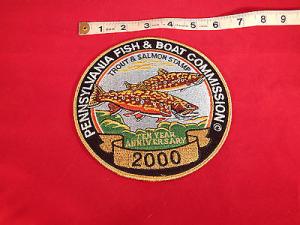 1 2 3 4 5 6 7 8 9
PENNSYLVANIA FISH & BOAT COMMISSION ©
TROUT & SALMON STAMP
TEN YEAR
ANNIVERSARY
2000